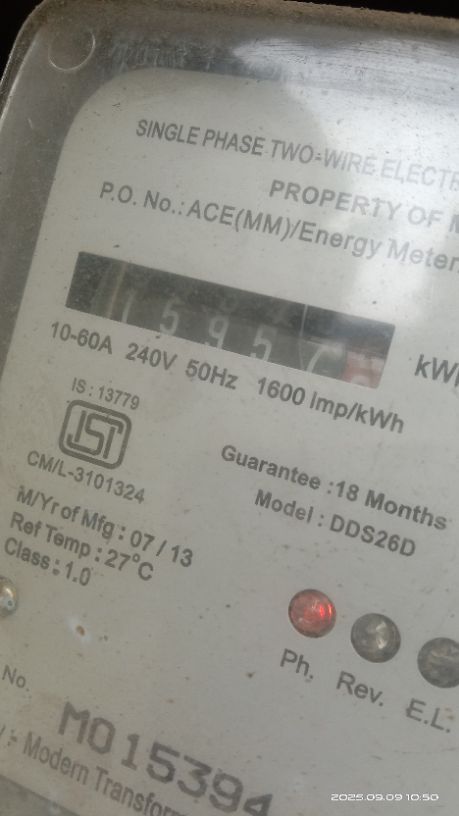 SINGLE PHASE TWO-WIRE ELECTR
PROPERTY OF M
P.O. No.: ACE(MM)/Energy Meter
1595
kWh
10-60A 240V 50Hz 1600 Imp/kWh
IS : 13779
ISI
CM/L-3101324
Guarantee :18 Months
Model : DDS26D
M/Yr of Mfg : 07 / 13
Ref Temp : 27°C
Class : 1.0
Ph. Rev. E.L.
No.
M015394
y :- Modern Transform
2025.09.09 10:50